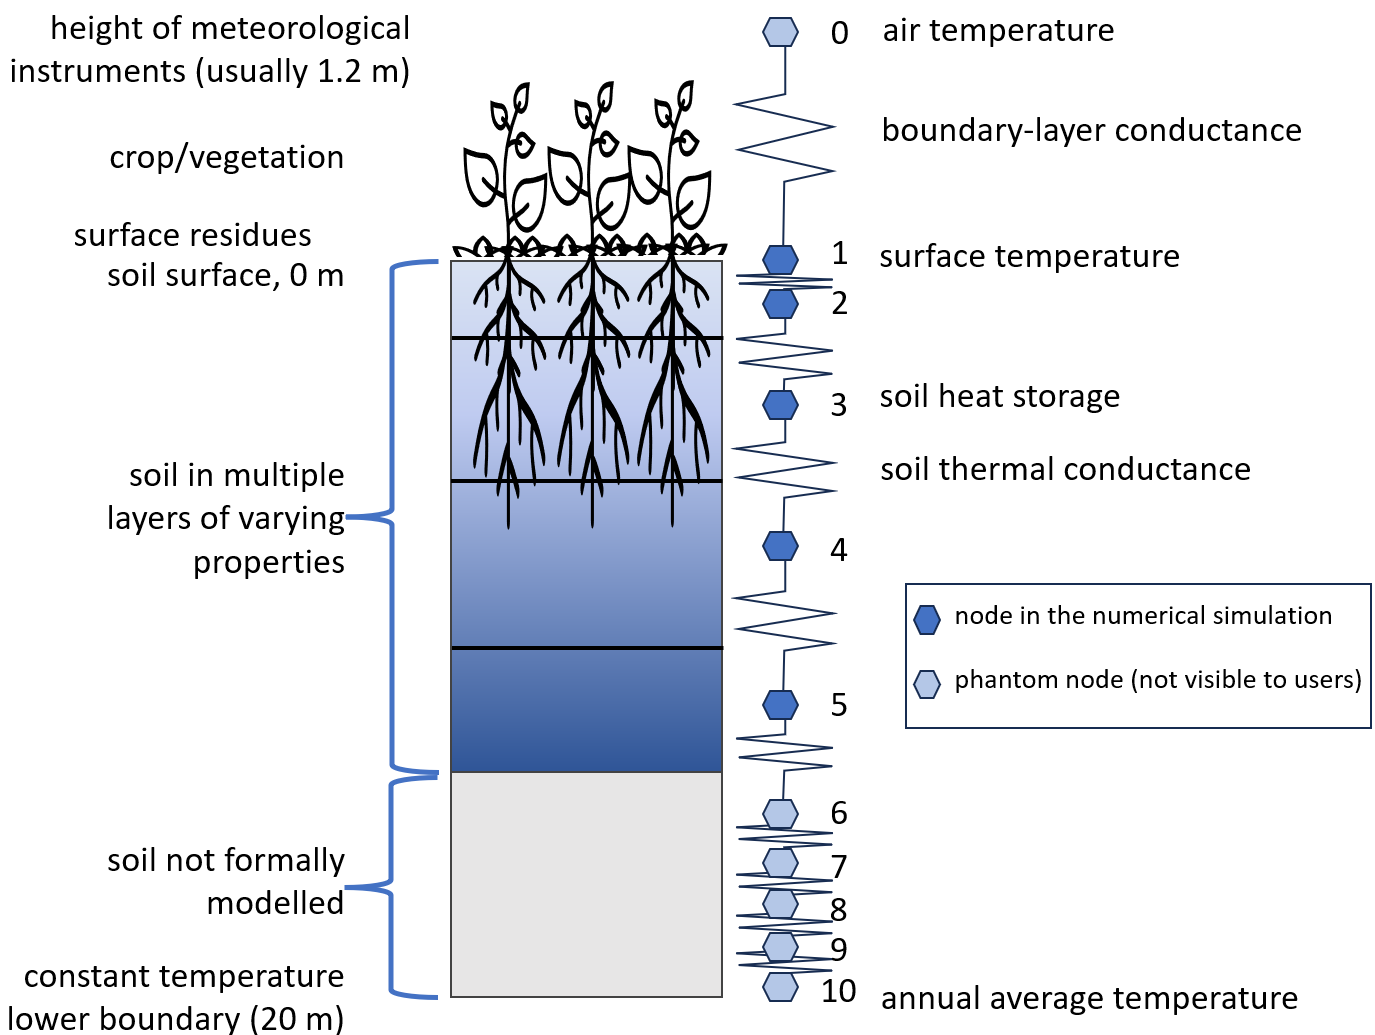 height of meteorological
instruments (usually 1.2 m)
crop/vegetation
surface residues
soil surface, 0 m
soil in multiple
layers of varying
properties
soil not formally
modelled
constant temperature
lower boundary (20 m)
0 air temperature
boundary-layer conductance
1 surface temperature
2
3 soil heat storage
soil thermal conductance
4
5
6
7
8
9
10 annual average temperature
node in the numerical simulation
phantom node (not visible to users)